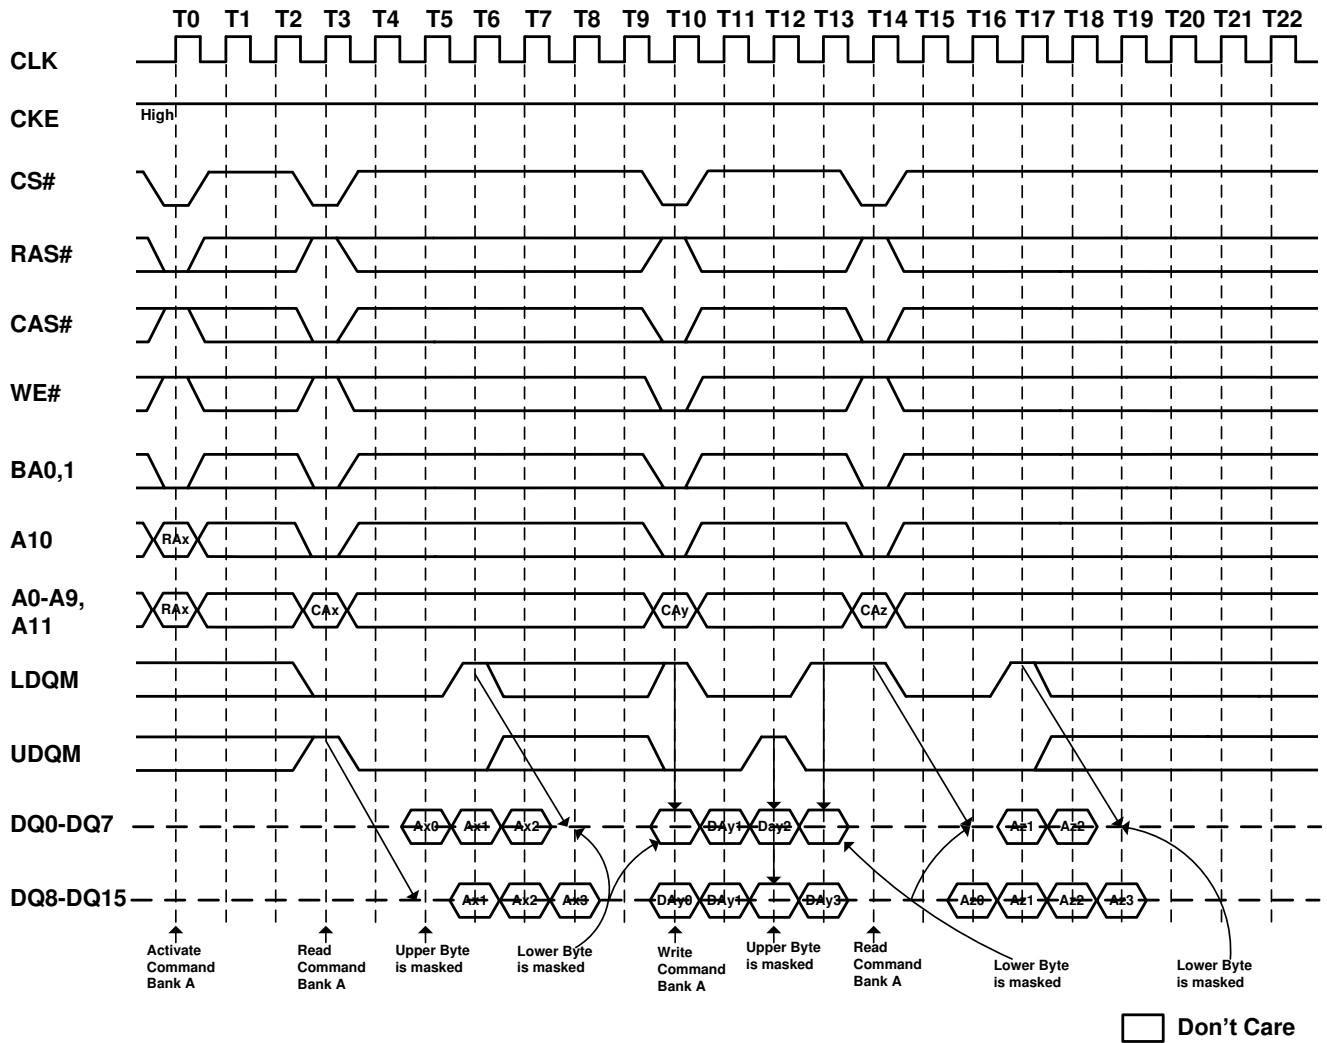 T0 T1 T2 T3 T4 T5 T6 T7 T8 T9 T10 T11 T12 T13 T14 T15 T16 T17 T18 T19 T20 T21 T22
CLK
CKE
High
CS#
RAS#
CAS#
WE#
BA0,1
A10
RAx
A0-A9,
A11
RAx CAx CAy CAz
LDQM
UDQM
DQ0-DQ7
Ax0 Ax1 Ax2 DAy1 Day2 Az1 Az2
DQ8-DQ15
Ax1 Ax2 Ax3 DAy0 DAy1 DAy3 Az0 Az1 Az2 Az3
Activate
Command
Bank A
Read
Command
Bank A
Upper Byte
is masked
Lower Byte
is masked
Write
Command
Bank A
Upper Byte
is masked
Read
Command
Bank A
Lower Byte
is masked
Lower Byte
is masked
Don't Care